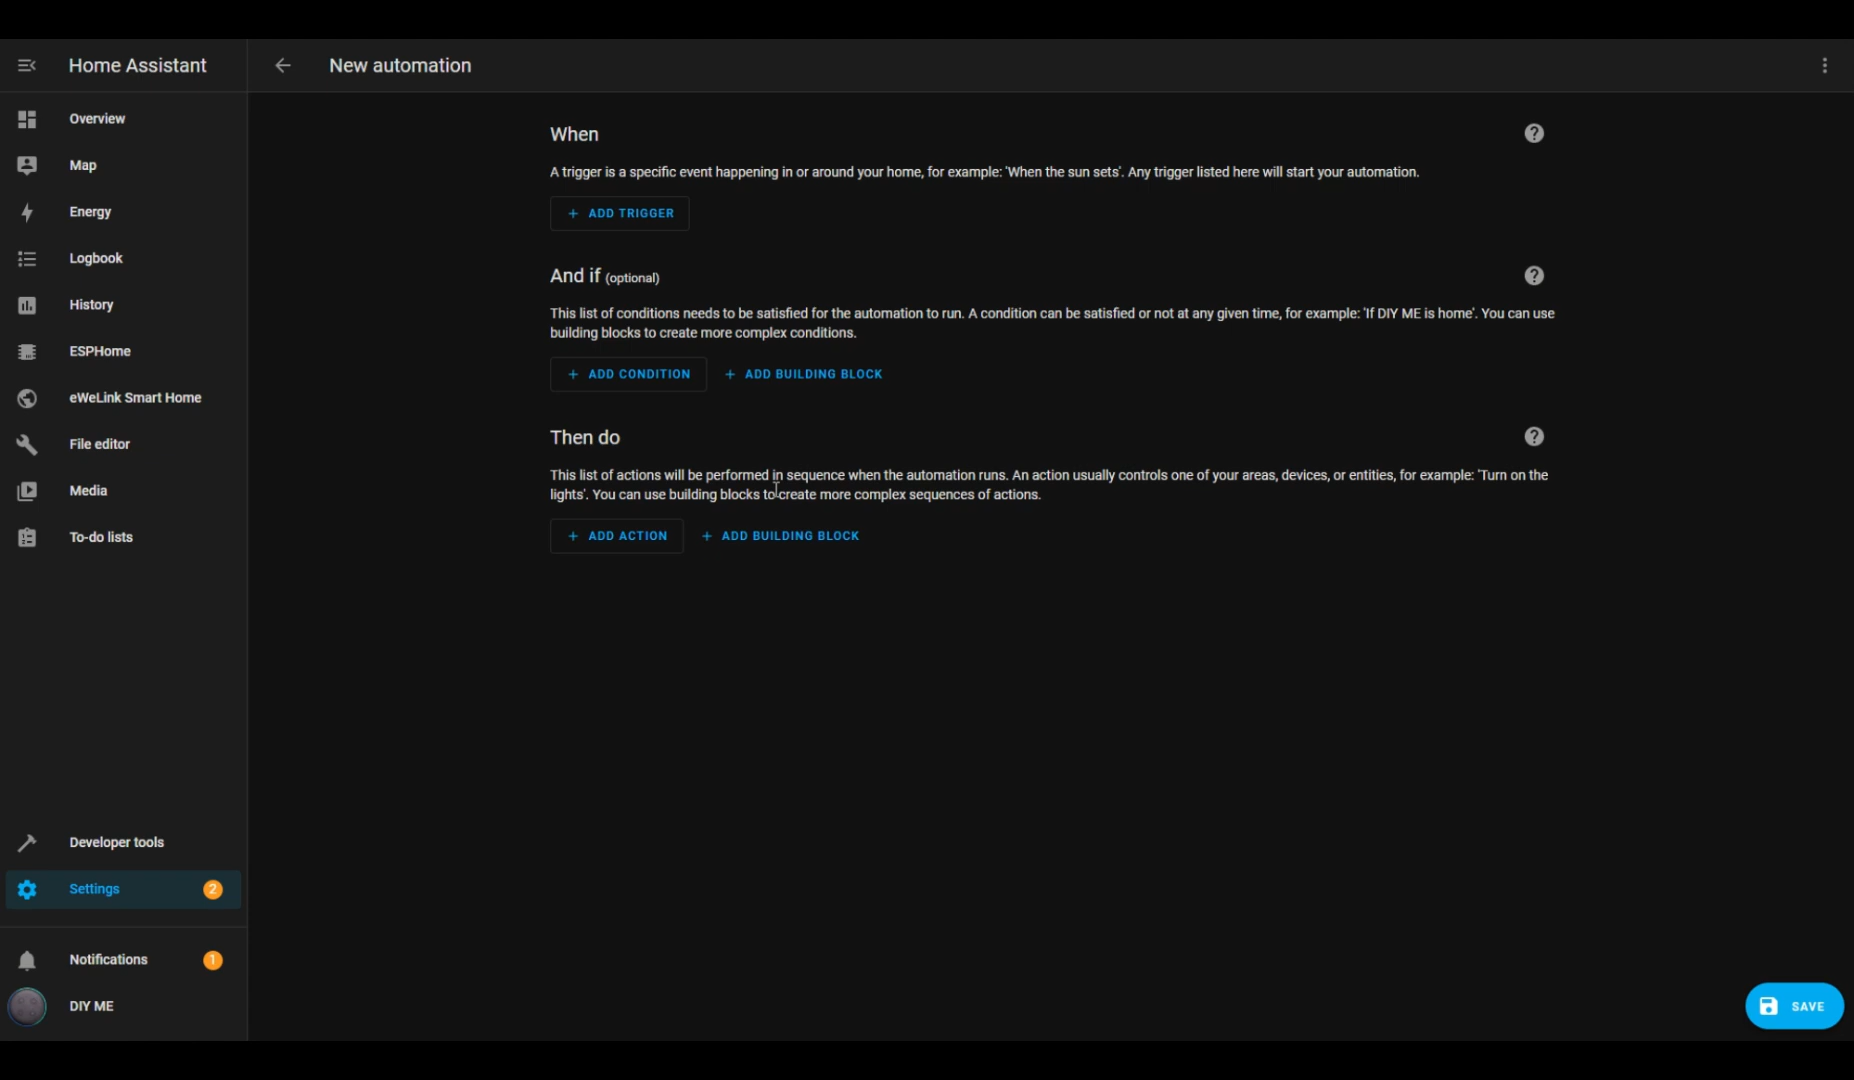 Home Assistant
New automation
Overview
Map
Energy
Logbook
History
ESPHome
eWeLink Smart Home
File editor
Media
To-do lists
Developer tools
Settings 2
Notifications 1
DIY ME
When
A trigger is a specific event happening in or around your home, for example: 'When the sun sets'. Any trigger listed here will start your automation.
+ ADD TRIGGER
And if (optional)
This list of conditions needs to be satisfied for the automation to run. A condition can be satisfied or not at any given time, for example: 'If DIY ME is home'. You can use
building blocks to create more complex conditions.
+ ADD CONDITION + ADD BUILDING BLOCK
Then do
This list of actions will be performed in sequence when the automation runs. An action usually controls one of your areas, devices, or entities, for example: 'Turn on the
lights'. You can use building blocks to create more complex sequences of actions.
+ ADD ACTION + ADD BUILDING BLOCK
SAVE